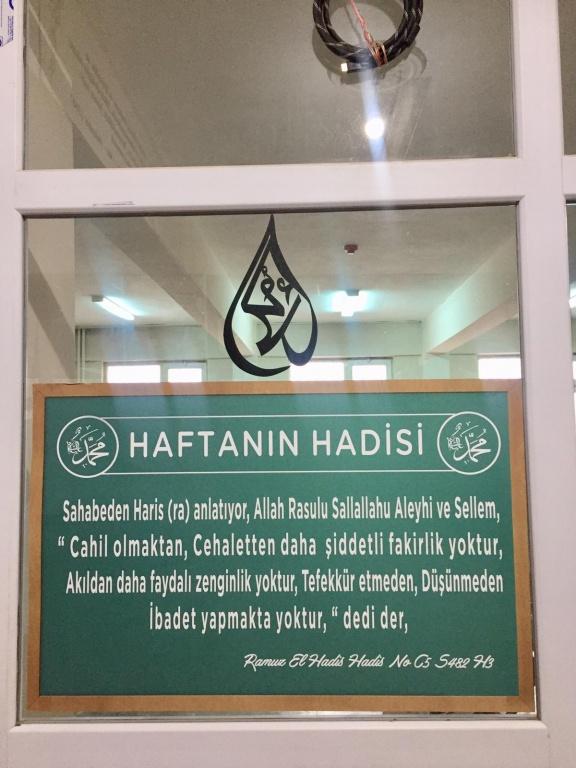 HAFTANIN HADİSİ
Sahabeden Haris (ra) anlatıyor, Allah Rasulu Sallallahu Aleyhi ve Sellem,
“ Cahil olmaktan, Cehaletten daha şiddetli fakirlik yoktur,
Akıldan daha faydalı zenginlik yoktur, Tefekkür etmeden, Düşünmeden
İbadet yapmakta yoktur, “ dedi der,
Ramuz El Hadis Hadis No C5 S482 H3